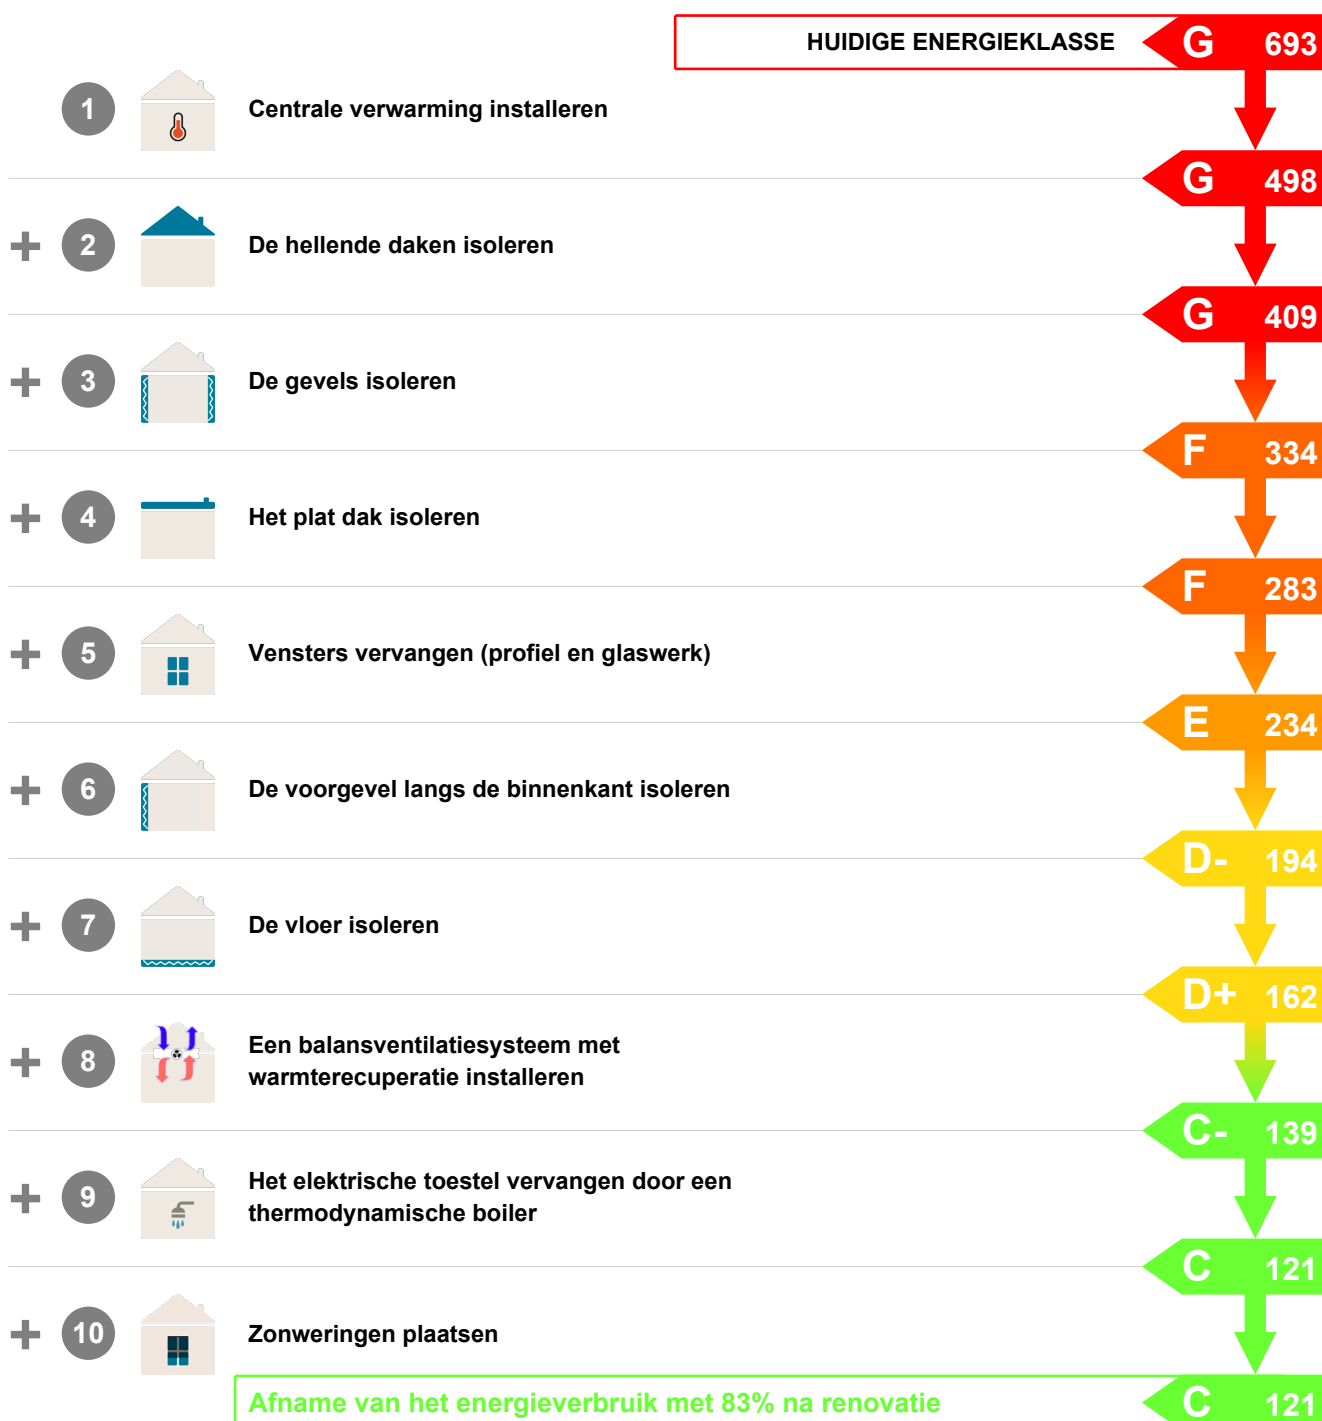 HUIDIGE ENERGIEKLASSE G 693
1 Centrale verwarming installeren
G 498
+ 2 De hellende daken isoleren
G 409
+ 3 De gevels isoleren
F 334
+ 4 Het plat dak isoleren
F 283
+ 5 Vensters vervangen (profiel en glaswerk)
E 234
+ 6 De voorgevel langs de binnenkant isoleren
D- 194
+ 7 De vloer isoleren
D+ 162
+ 8 Een balansventilatiesysteem met
warmterecuperatie installeren
C- 139
+ 9 Het elektrische toestel vervangen door een
thermodynamische boiler
C 121
+ 10 Zonweringen plaatsen
Afname van het energieverbruik met 83% na renovatie C 121